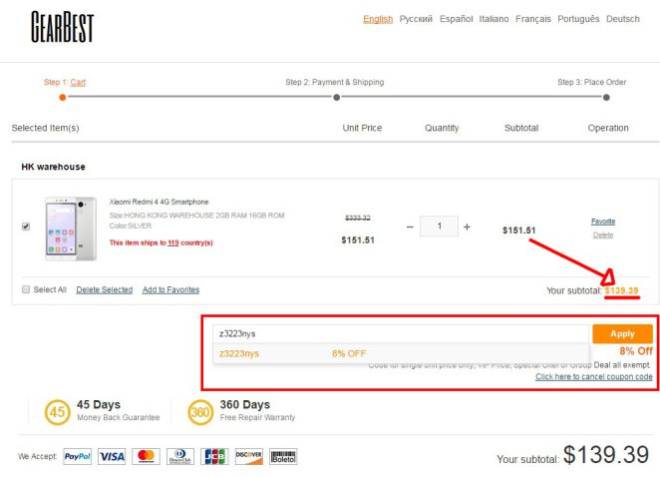 GEARBEST
English Русский Español Italiano Français Português Deutsch
Step 1: Cart Step 2: Payment & Shipping Step 3: Place Order
Selected Item(s) Unit Price Quantity Subtotal Operation
HK warehouse
Xiaomi Redmi 4 4G Smartphone
Size:HONG KONG WAREHOUSE 2GB RAM 16GB ROM
Color:SILVER
This item ships to 119 country(s)
$333.32
$151.51
− 1 +
$151.51
Favorite
Delete
Select All Delete Selected Add to Favorites
Your subtotal: $139.39
z3223nys Apply
z3223nys 8% OFF
8% Off
Code for single unit price only, VIP Price, Special Offer or Group Deal all exempt.
Click here to cancel coupon code
45 45 Days
Money Back Guarantee
360 360 Days
Free Repair Warranty
We Accept: PayPal VISA MasterCard Diners Club JCB DISCOVER Boleto
Your subtotal: $139.39